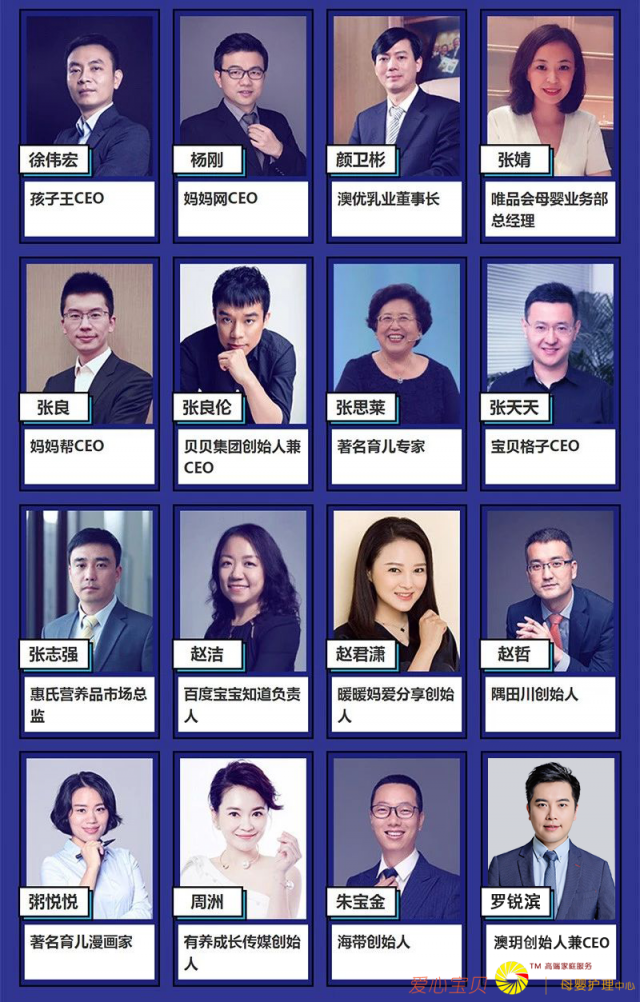 徐伟宏
杨刚
颜卫彬
张婧
孩子王CEO
妈妈网CEO
澳优乳业董事长
唯品会母婴业务部
总经理
张良
张良伦
张思莱
张天天
妈妈帮CEO
贝贝集团创始人兼
CEO
著名育儿专家
宝贝格子CEO
张志强
赵洁
赵君潇
赵哲
惠氏营养品市场总
监
百度宝宝知道负责
人
暖暖妈爱分享创始
人
隅田川创始人
粥悦悦
周洲
朱宝金
罗锐滨
著名育儿漫画家
有养成长传媒创始
人
海带创始人
澳玥创始人兼CEO
爱心宝贝
TM 高端家庭服务
母婴护理中心